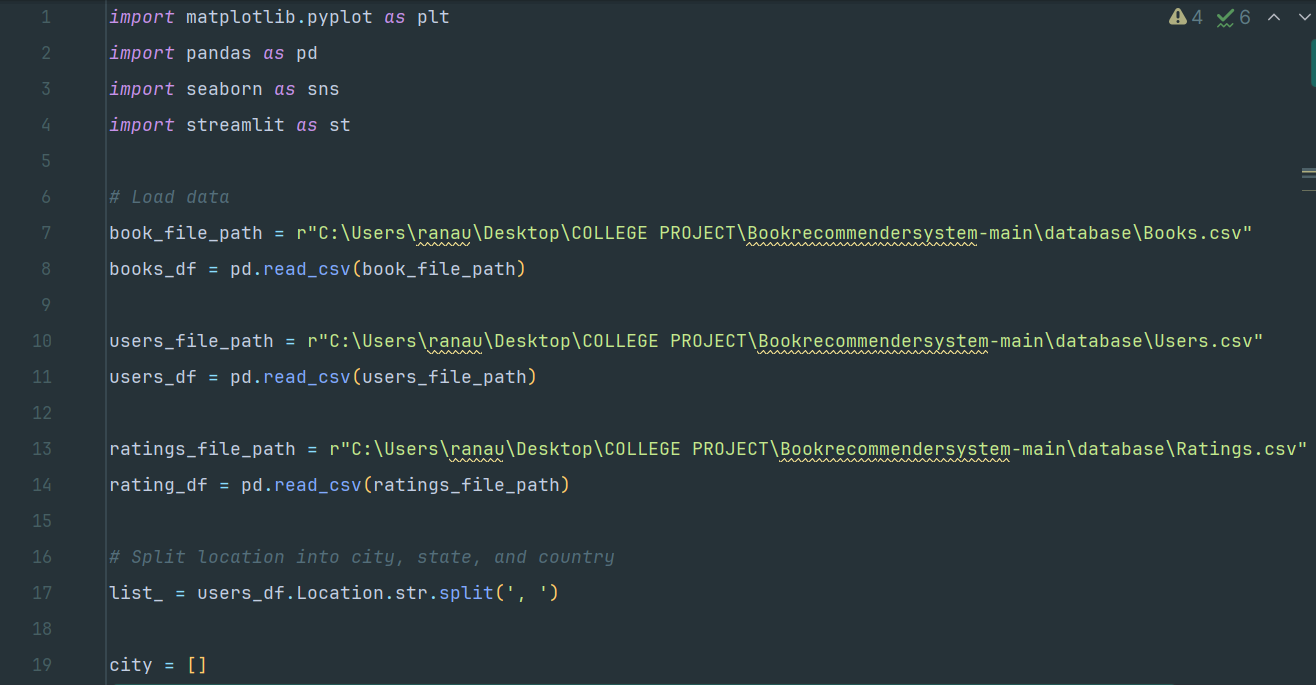 1 import matplotlib.pyplot as plt 4 6
2 import pandas as pd
3 import seaborn as sns
4 import streamlit as st
5
6 # Load data
7 book_file_path = r"C:\Users\ranau\Desktop\COLLEGE PROJECT\Bookrecommendersystem-main\database\Books.csv"
8 books_df = pd.read_csv(book_file_path)
9
10 users_file_path = r"C:\Users\ranau\Desktop\COLLEGE PROJECT\Bookrecommendersystem-main\database\Users.csv"
11 users_df = pd.read_csv(users_file_path)
12
13 ratings_file_path = r"C:\Users\ranau\Desktop\COLLEGE PROJECT\Bookrecommendersystem-main\database\Ratings.csv"
14 rating_df = pd.read_csv(ratings_file_path)
15
16 # Split location into city, state, and country
17 list_ = users_df.Location.str.split(', ')
18
19 city = []